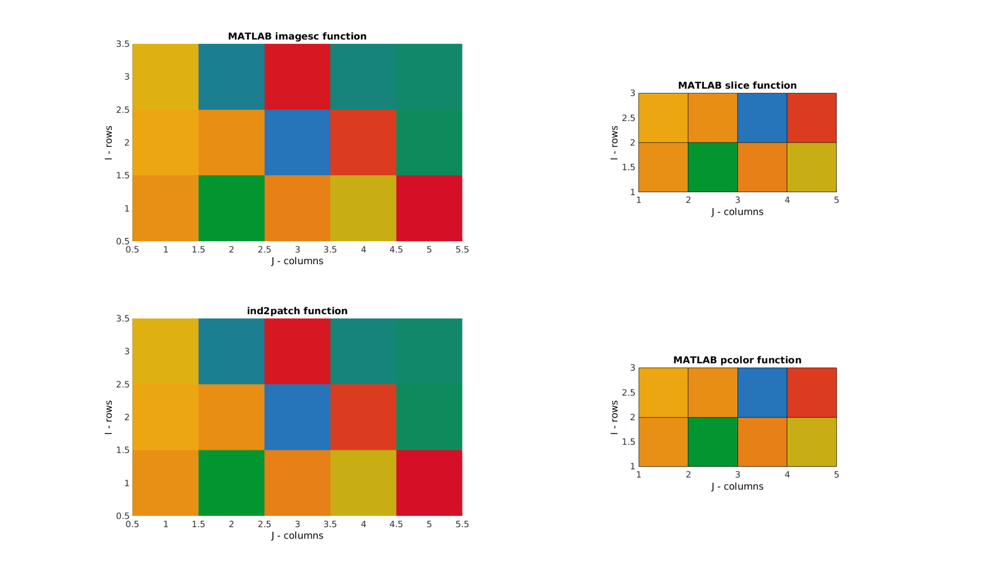 MATLAB imagesc function
3.5
3
2.5
2
1.5
1
0.5
I - rows
0.5 1 1.5 2 2.5 3 3.5 4 4.5 5 5.5
J - columns
MATLAB slice function
3
2.5
2
1.5
1
I - rows
1 2 3 4 5
J - columns
ind2patch function
3.5
3
2.5
2
1.5
1
0.5
I - rows
0.5 1 1.5 2 2.5 3 3.5 4 4.5 5 5.5
J - columns
MATLAB pcolor function
3
2.5
2
1.5
1
I - rows
1 2 3 4 5
J - columns